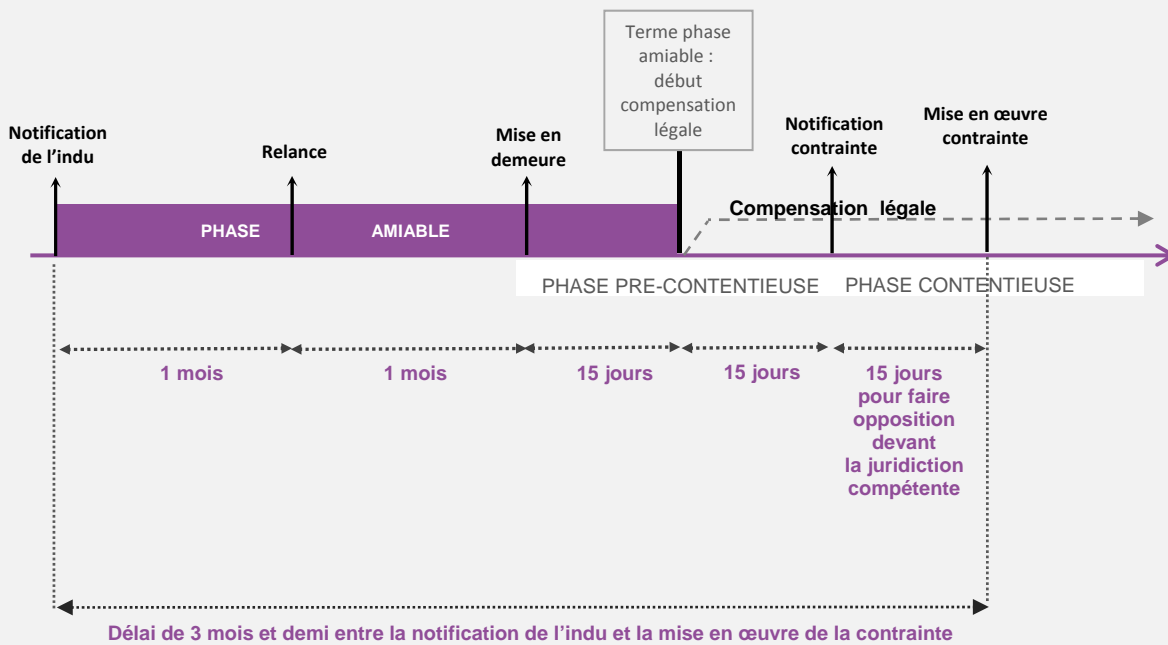 Terme phase
amiable :
début
compensation
légale
Notification
de l'indu
Relance
Mise en
demeure
Notification
contrainte
Mise en œuvre
contrainte
PHASE AMIABLE
Compensation légale
PHASE PRE-CONTENTIEUSE
PHASE CONTENTIEUSE
1 mois
1 mois
15 jours
15 jours
15 jours
pour faire
opposition
devant
la juridiction
compétente
Délai de 3 mois et demi entre la notification de l'indu et la mise en œuvre de la contrainte